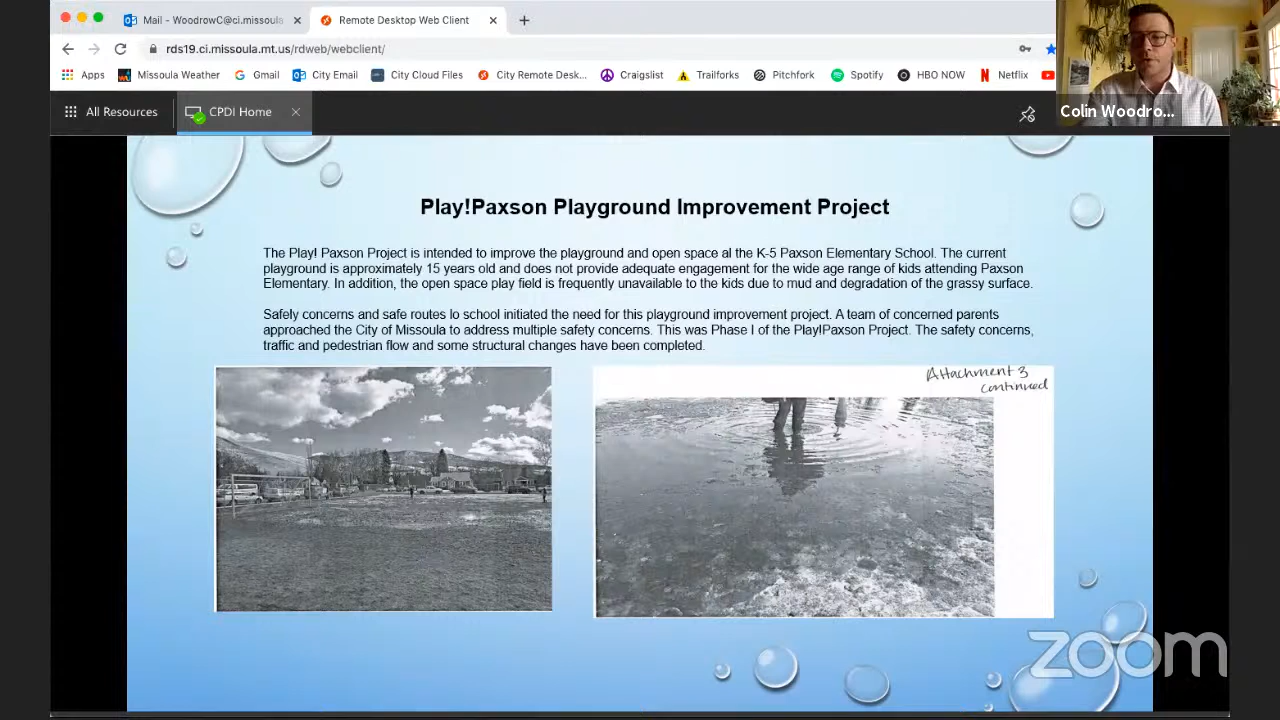 Mail - WoodrowC@ci.missoula
Remote Desktop Web Client
rds19.ci.missoula.mt.us/rdweb/webclient/
Apps Missoula Weather Gmail City Email City Cloud Files City Remote Desk... Craigslist Trailforks Pitchfork Spotify HBO NOW Netflix
All Resources CPDI Home
Colin Woodro...
Play!Paxson Playground Improvement Project
The Play! Paxson Project is intended to improve the playground and open space al the K-5 Paxson Elementary School. The current
playground is approximately 15 years old and does not provide adequate engagement for the wide age range of kids attending Paxson
Elementary. In addition, the open space play field is frequently unavailable to the kids due to mud and degradation of the grassy surface.
Safely concerns and safe routes lo school initiated the need for this playground improvement project. A team of concerned parents
approached the City of Missoula to address multiple safety concerns. This was Phase I of the Play!Paxson Project. The safety concerns,
traffic and pedestrian flow and some structural changes have been completed.
Attachment 3
continued
zoom